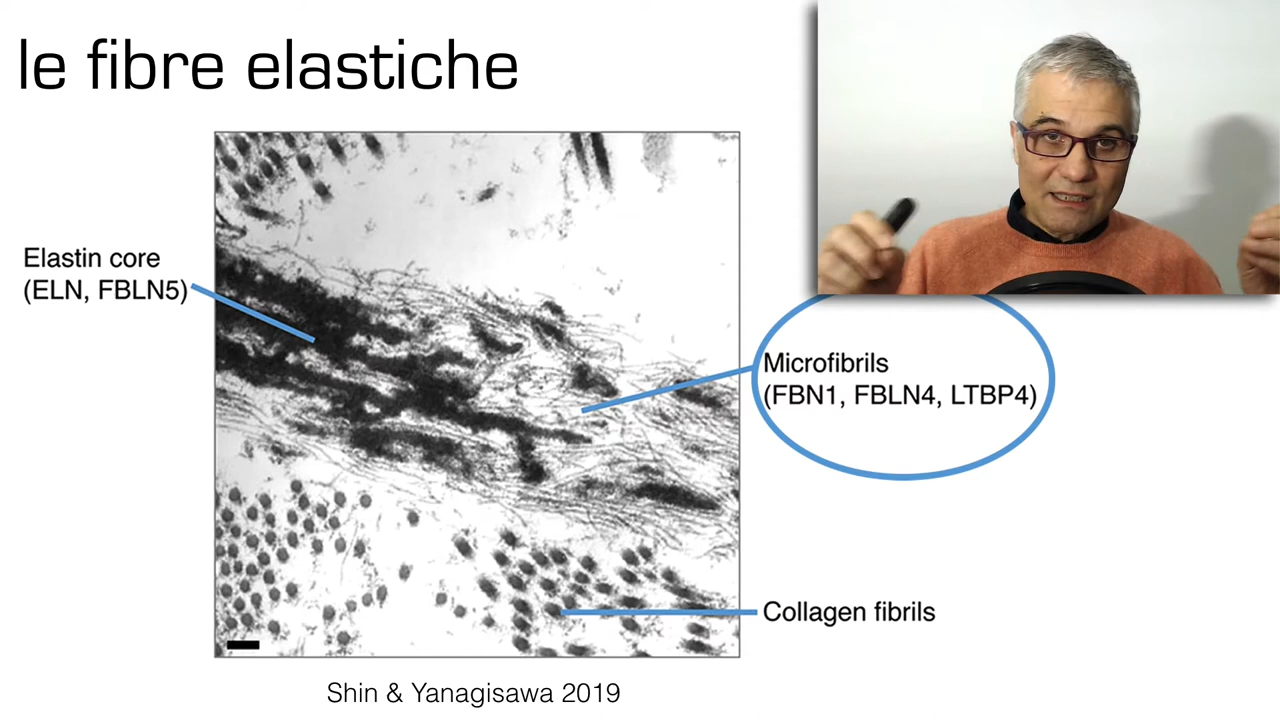 le fibre elastiche
Elastin core
(ELN, FBLN5)
Microfibrils
(FBN1, FBLN4, LTBP4)
Collagen fibrils
Shin & Yanagisawa 2019